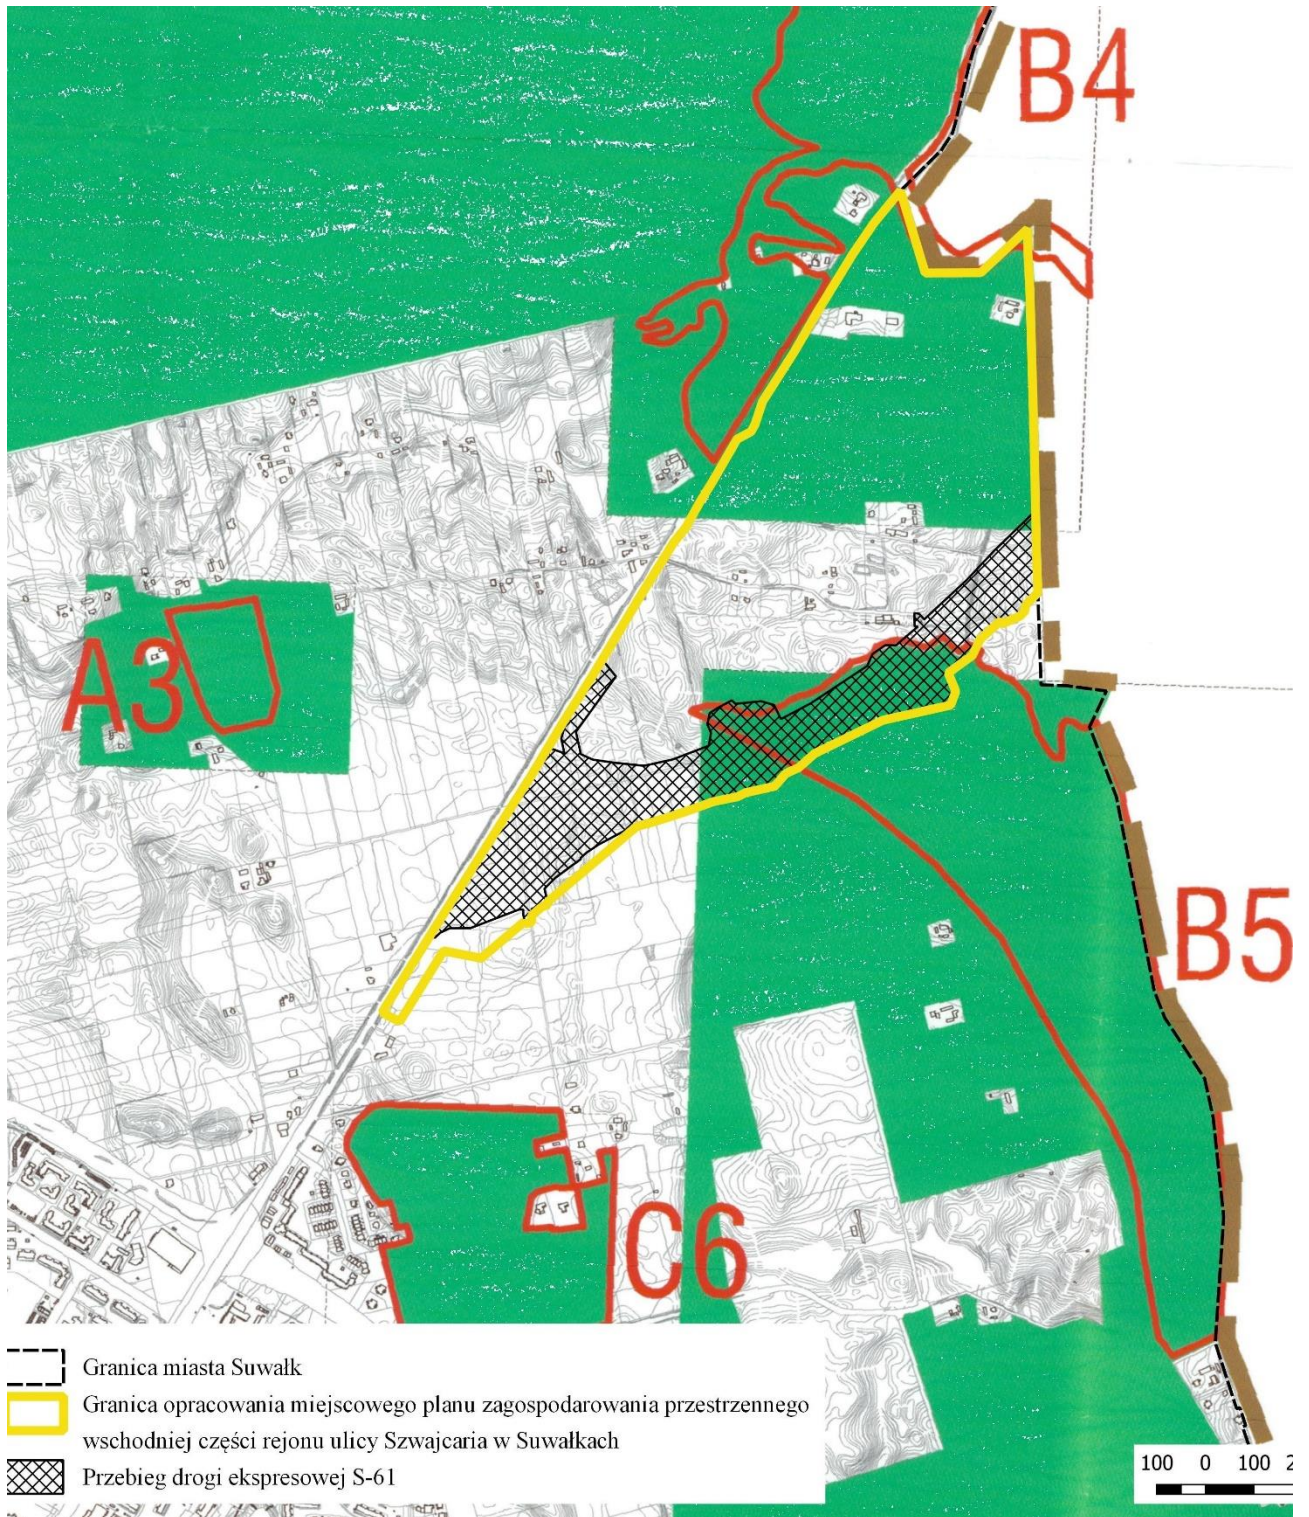 B4
A3
B5
C6
Granica miasta Suwałk
Granica opracowania miejscowego planu zagospodarowania przestrzennego
wschodniej części rejonu ulicy Szwajcaria w Suwałkach
Przebieg drogi ekspresowej S-61
100 0 100